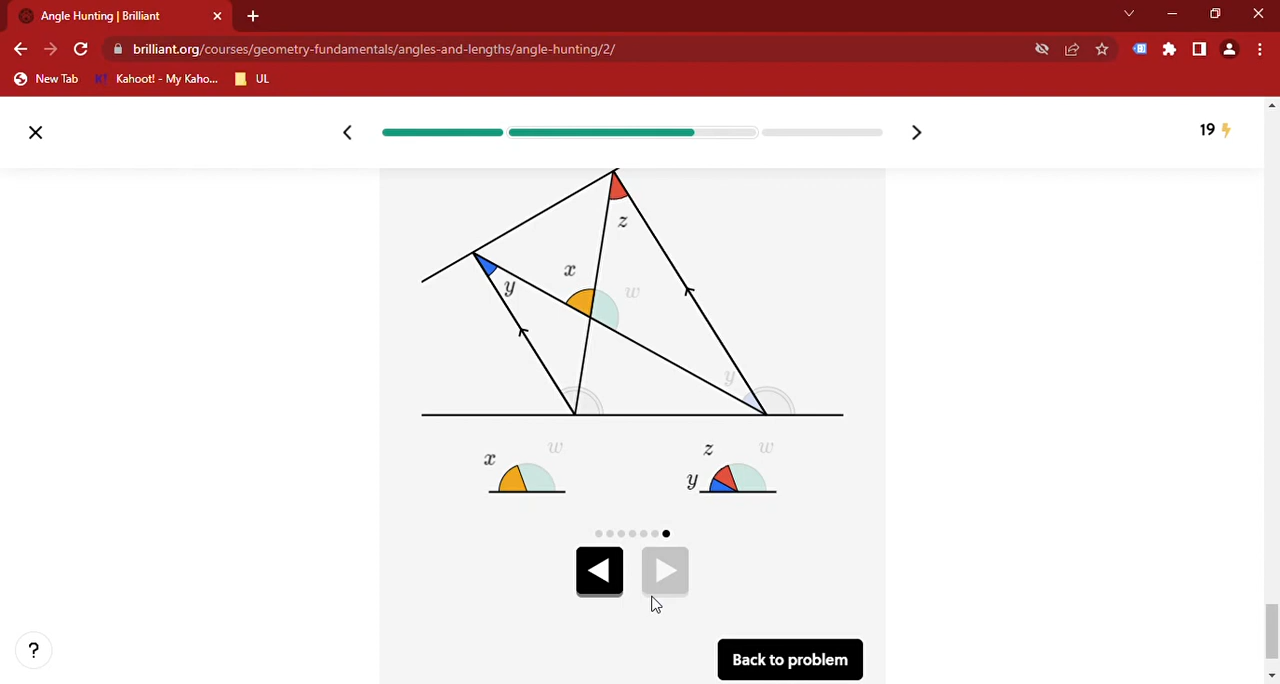 Angle Hunting | Brilliant
brilliant.org/courses/geometry-fundamentals/angles-and-lengths/angle-hunting/2/
New Tab K! Kahoot! - My Kaho... UL
19
z
x
w
y
y
x w z w
y
Back to problem
?